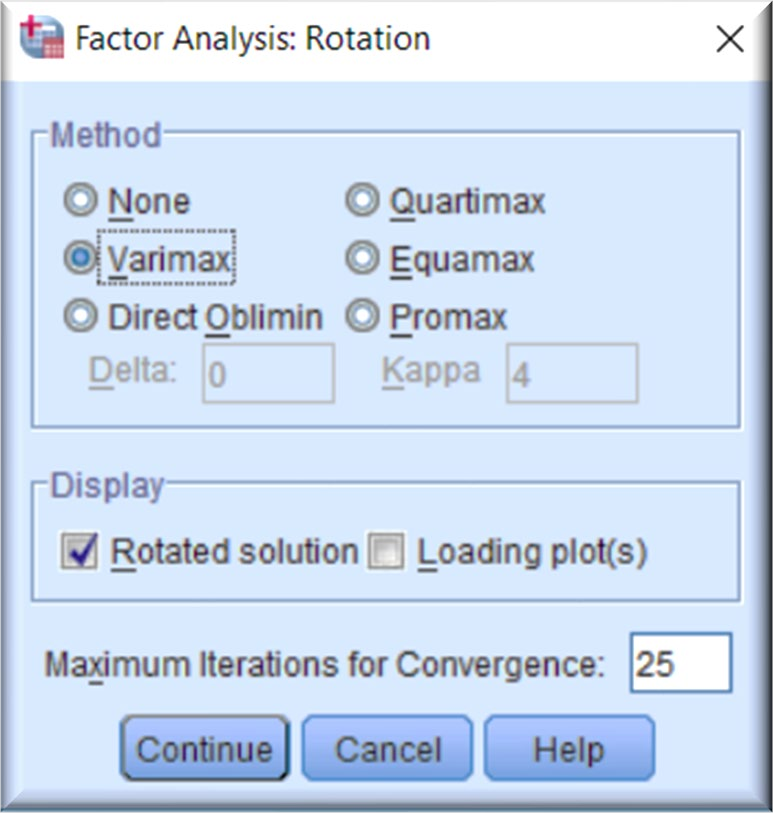 Factor Analysis: Rotation
Method
None Quartimax
Varimax Equamax
Direct Oblimin Promax
Delta: 0 Kappa 4
Display
Rotated solution Loading plot(s)
Maximum Iterations for Convergence: 25
Continue Cancel Help